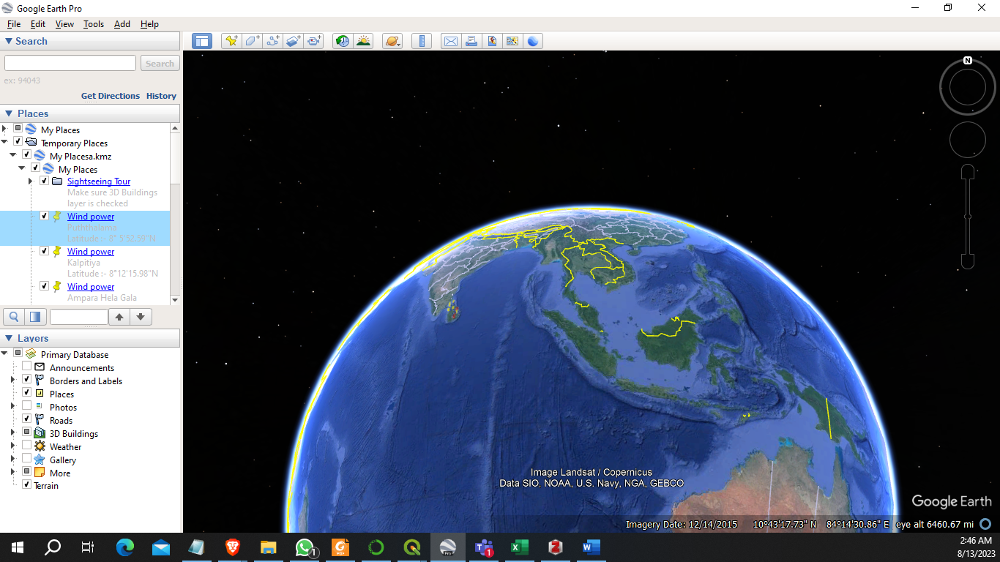 Google Earth Pro
File Edit View Tools Add Help
Search
Search
ex: 94043
Get Directions History
Places
My Places
Temporary Places
My Placesa.kmz
My Places
Sightseeing Tour
Make sure 3D Buildings
layer is checked
Wind power
Puththalama
Latitude :- 8° 5'52.59"N
Wind power
Kalpitiya
Latitude :- 8°12'15.98"N
Wind power
Ampara Hela Gala
Layers
Primary Database
Announcements
Borders and Labels
Places
Photos
Roads
3D Buildings
Weather
Gallery
More
Terrain
N
Image Landsat / Copernicus
Data SIO, NOAA, U.S. Navy, NGA, GEBCO
Google Earth
Imagery Date: 12/14/2015 10°43'17.73" N 84°14'30.86" E eye alt 6460.67 mi
PDF
Pro
1
1
2:46 AM
8/13/2023